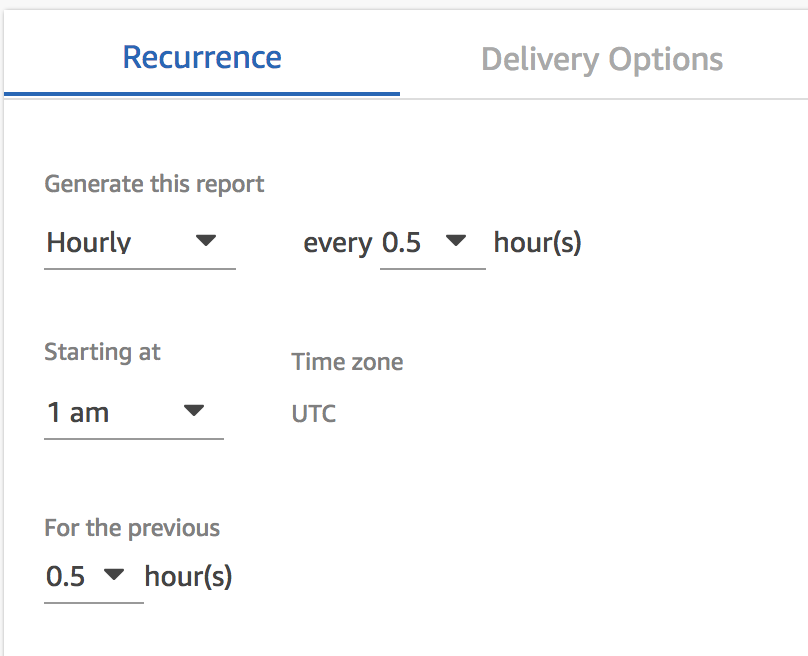 Recurrence Delivery Options
Generate this report
Hourly every 0.5 hour(s)
Starting at Time zone
1 am UTC
For the previous
0.5 hour(s)